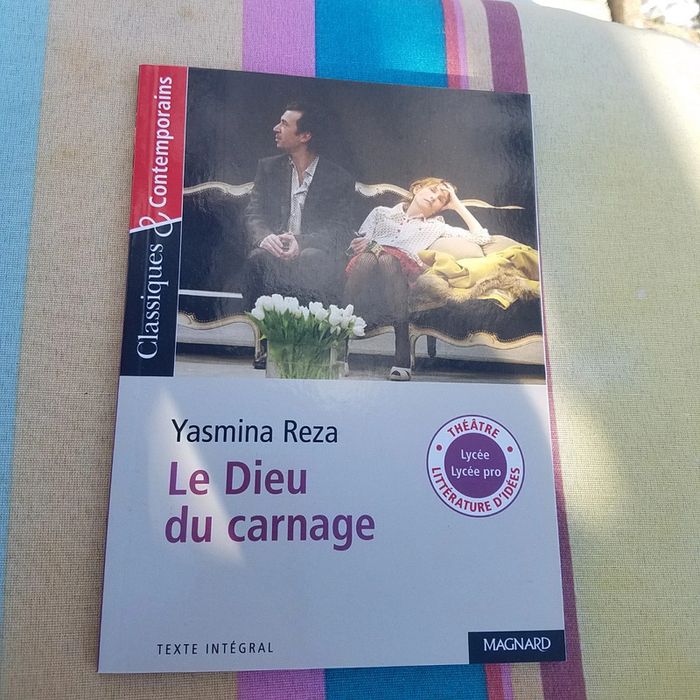 Classiques & Contemporains
Yasmina Reza
Le Dieu
du carnage
THÉÂTRE
Lycée
Lycée pro
LITTÉRATURE D'IDÉES
TEXTE INTÉGRAL
MAGNARD